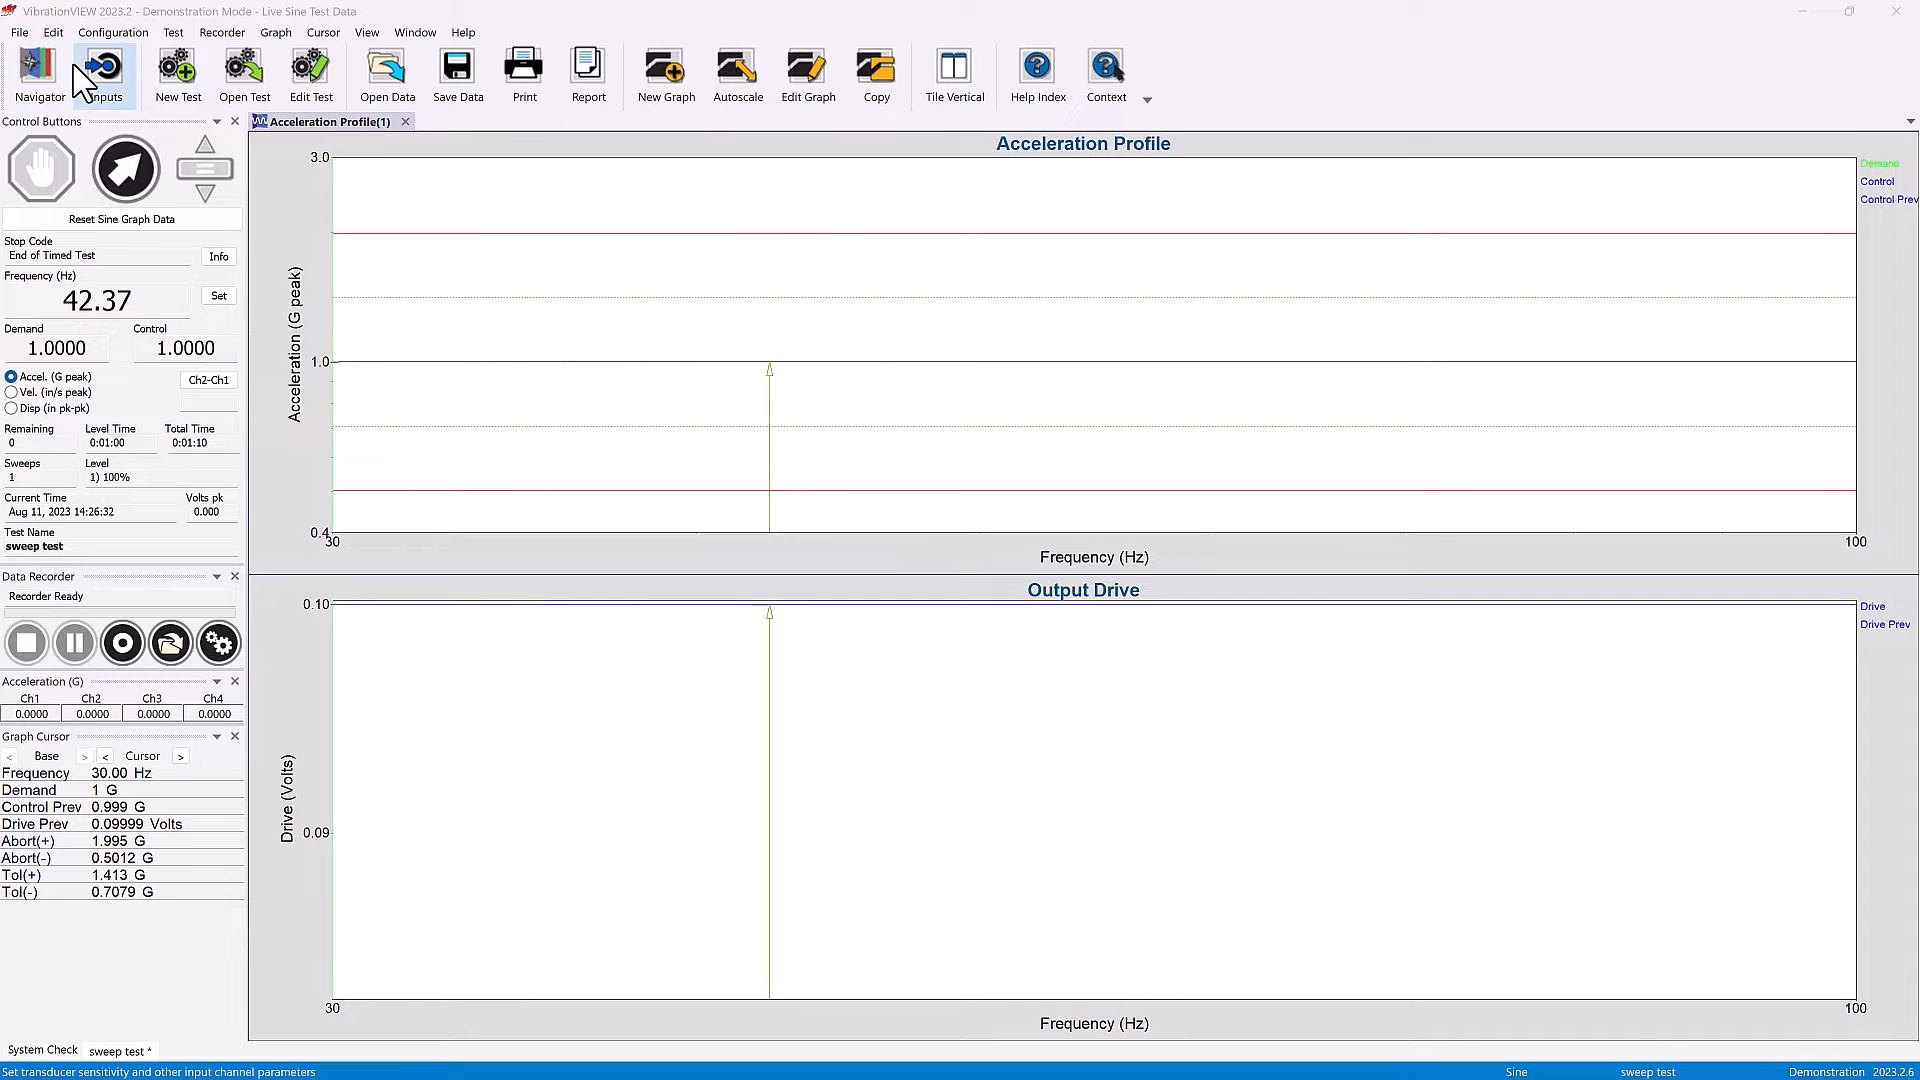 VibrationVIEW 2023.2 - Demonstration Mode - Live Sine Test Data
File Edit Configuration Test Recorder Graph Cursor View Window Help
Navigator Inputs New Test Open Test Edit Test Open Data Save Data Print Report New Graph Autoscale Edit Graph Copy Tile Vertical Help Index Context
Control Buttons
Reset Sine Graph Data
Stop Code
End of Timed Test Info
Frequency (Hz)
42.37 Set
Demand Control
1.0000 1.0000
Accel. (G peak) Ch2-Ch1
Vel. (in/s peak)
Disp (in pk-pk)
Remaining Level Time Total Time
0 0:01:00 0:01:10
Sweeps Level
1 1) 100%
Current Time Volts pk
Aug 11, 2023 14:26:32 0.000
Test Name
sweep test
Data Recorder
Recorder Ready
Acceleration (G)
Ch1 Ch2 Ch3 Ch4
0.0000 0.0000 0.0000 0.0000
Graph Cursor
< Base > < Cursor >
Frequency 30.00 Hz
Demand 1 G
Control Prev 0.999 G
Drive Prev 0.09999 Volts
Abort(+) 1.995 G
Abort(-) 0.5012 G
Tol(+) 1.413 G
Tol(-) 0.7079 G
Acceleration Profile(1)
Acceleration Profile
3.0
1.0
0.4
Acceleration (G peak)
30 100
Frequency (Hz)
Demand
Control
Control Prev
Output Drive
0.10
0.09
Drive (Volts)
30 100
Frequency (Hz)
Drive
Drive Prev
System Check sweep test *
Set transducer sensitivity and other input channel parameters Sine sweep test Demonstration 2023.2.6